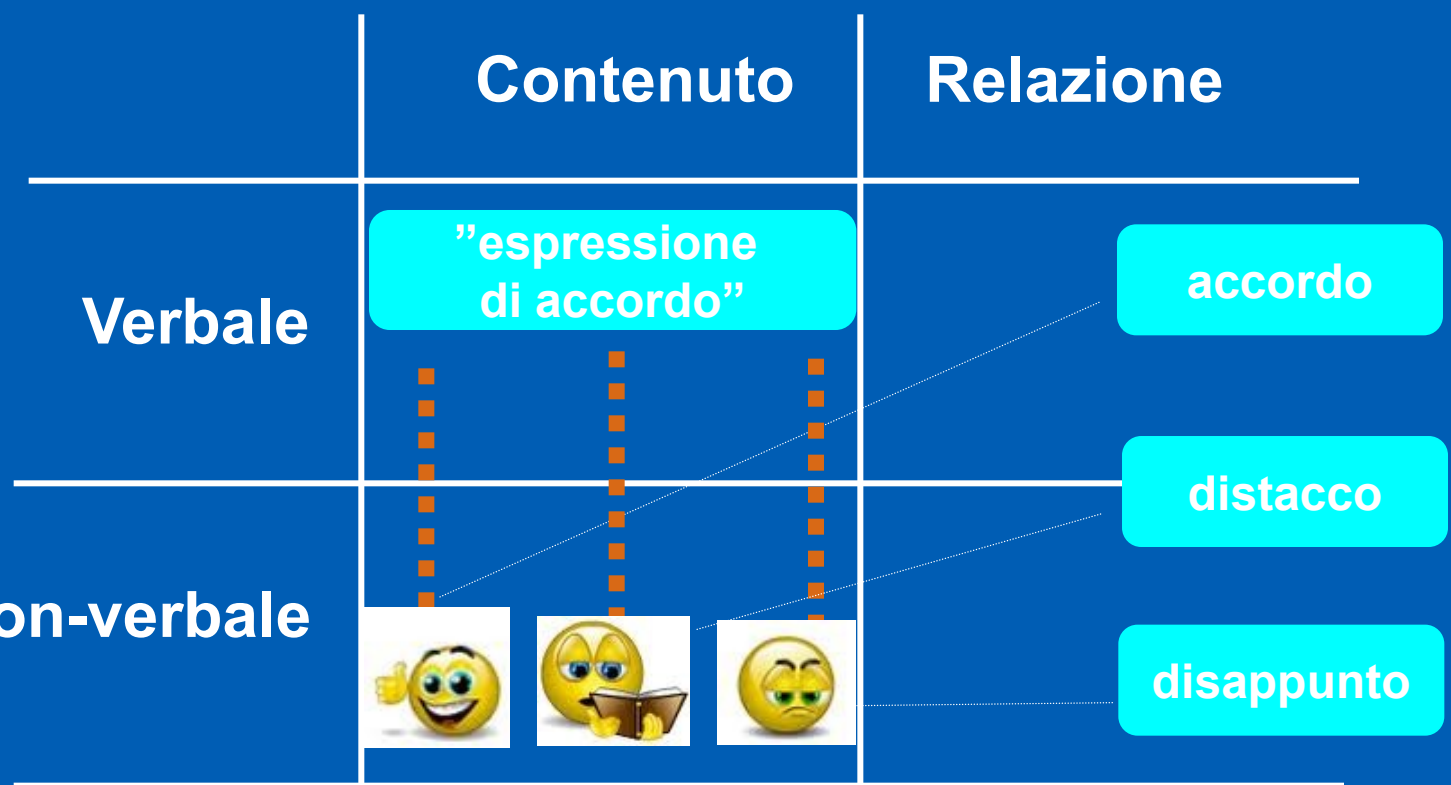 Contenuto
Relazione
”espressione
di accordo”
accordo
Verbale
distacco
on-verbale
disappunto